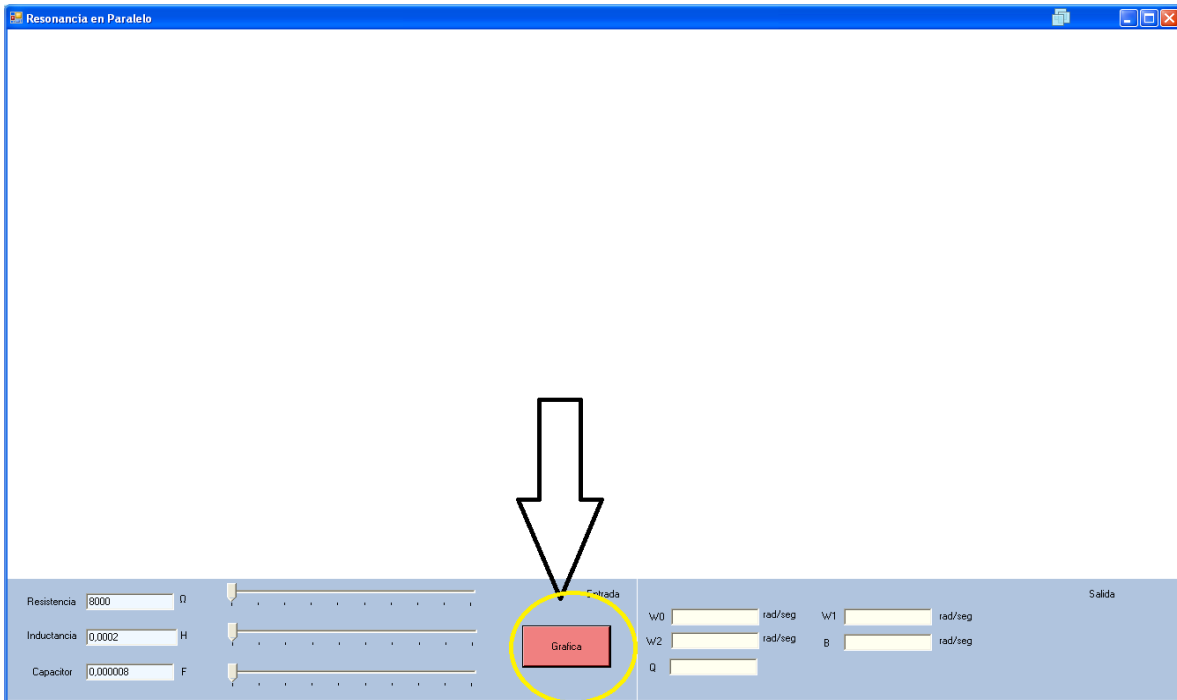 Resonancia en Paralelo
Entrada
Salida
Resistencia 8000 Ω
Inductancia 0,0002 H
Capacitor 0,000008 F
Grafica
W0 rad/seg W1 rad/seg
W2 rad/seg B rad/seg
Q